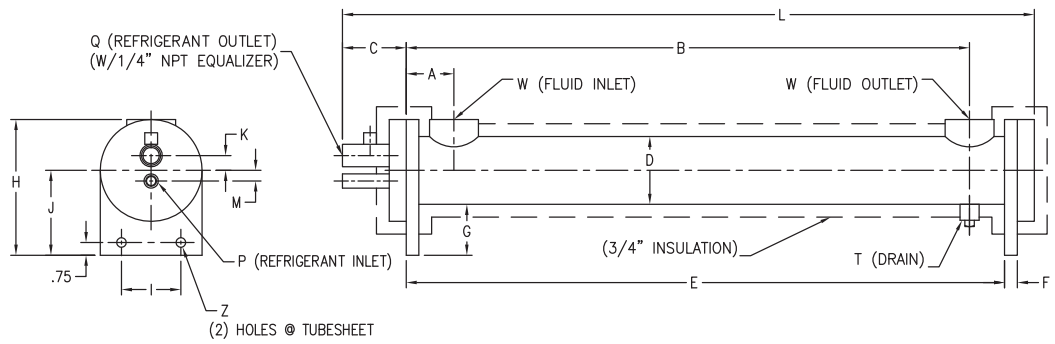 L
Q (REFRIGERANT OUTLET)
(W/1/4" NPT EQUALIZER)
C
B
A
W (FLUID INLET)
W (FLUID OUTLET)
K
H
D
J
M
G
P (REFRIGERANT INLET)
(3/4" INSULATION)
T (DRAIN)
.75
I
E
F
Z
(2) HOLES @ TUBESHEET